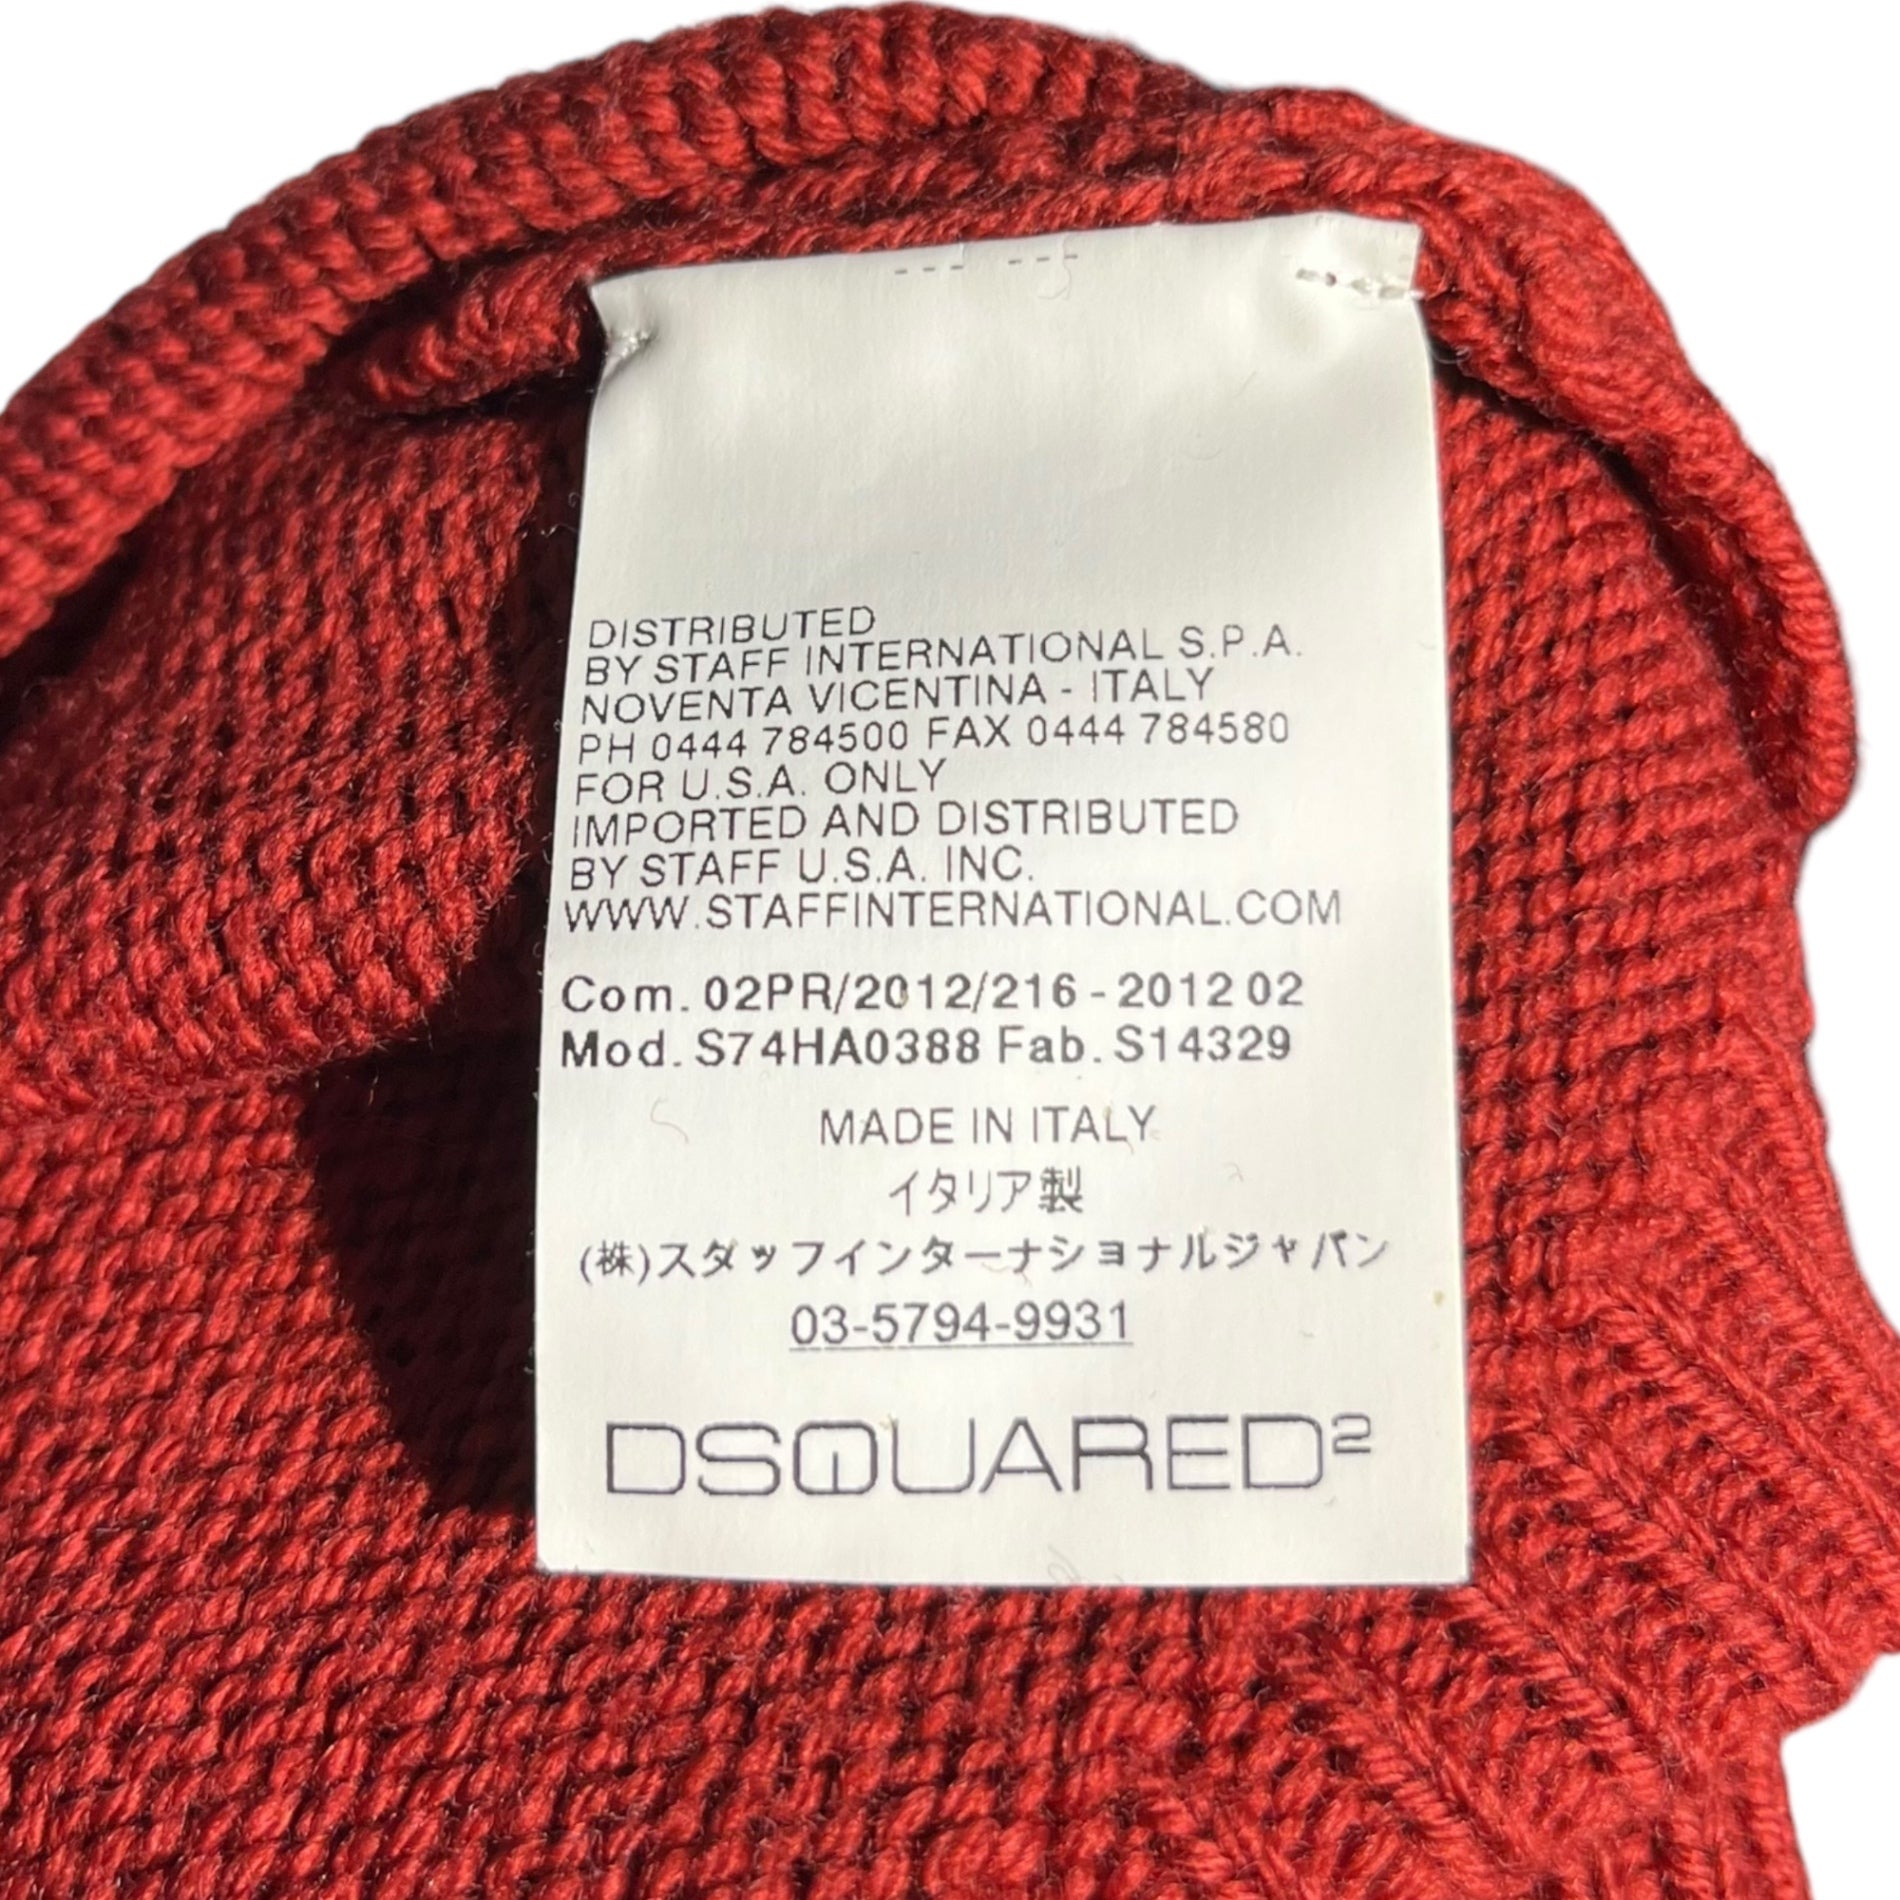 DISTRIBUTED
BY STAFF INTERNATIONAL S.P.A.
NOVENTA VICENTINA - ITALY
PH 0444 784500 FAX 0444 784580
FOR U.S.A. ONLY
IMPORTED AND DISTRIBUTED
BY STAFF U.S.A. INC.
WWW.STAFFINTERNATIONAL.COM
Com. 02PR/2012/216 - 2012 02
Mod. S74HA0388 Fab. S14329
MADE IN ITALY
イタリア製
(株)スタッフインターナショナルジャパン
03-5794-9931
DSQUARED²